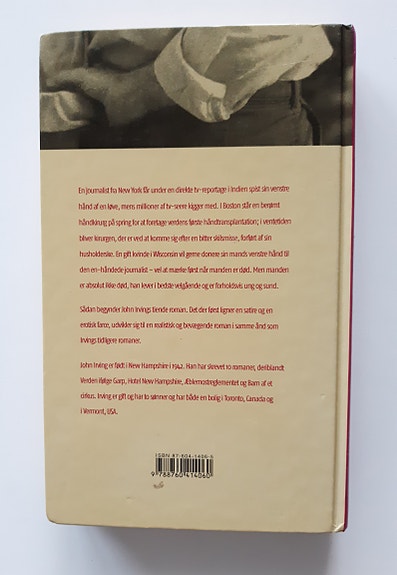 En journalist fra New York får under en direkte tv-reportage i Indien spist sin venstre
hånd af en løve, mens millioner af tv-seere kigger med. I Boston står en berømt
håndkirurg på spring for at foretage verdens første håndtransplantation; i ventetiden
bliver kirurgen, der er ved at komme sig efter en bitter skilsmisse, forført af sin
husholderske. En gift kvinde i Wisconsin vil gerne donere sin mands venstre hånd til
den en-håndede journalist – vel at mærke først når manden er død. Men manden
er absolut ikke død, han lever i bedste velgående og er forholdsvis ung og sund.
Sådan begynder John Irvings tiende roman. Det der først ligner en satire og en
erotisk farce, udvikler sig til en realistisk og bevægende roman i samme ånd som
Irvings tidligere romaner.
John Irving er født i New Hampshire i 1942. Han har skrevet 10 romaner, deriblandt
Verden ifølge Garp, Hotel New Hampshire, Æblemostreglementet og Barn af et
cirkus. Irving er gift og har to sønner og har både en bolig i Toronto, Canada og
i Vermont, USA.
ISBN 87-604-1406-5
9 788760 414060